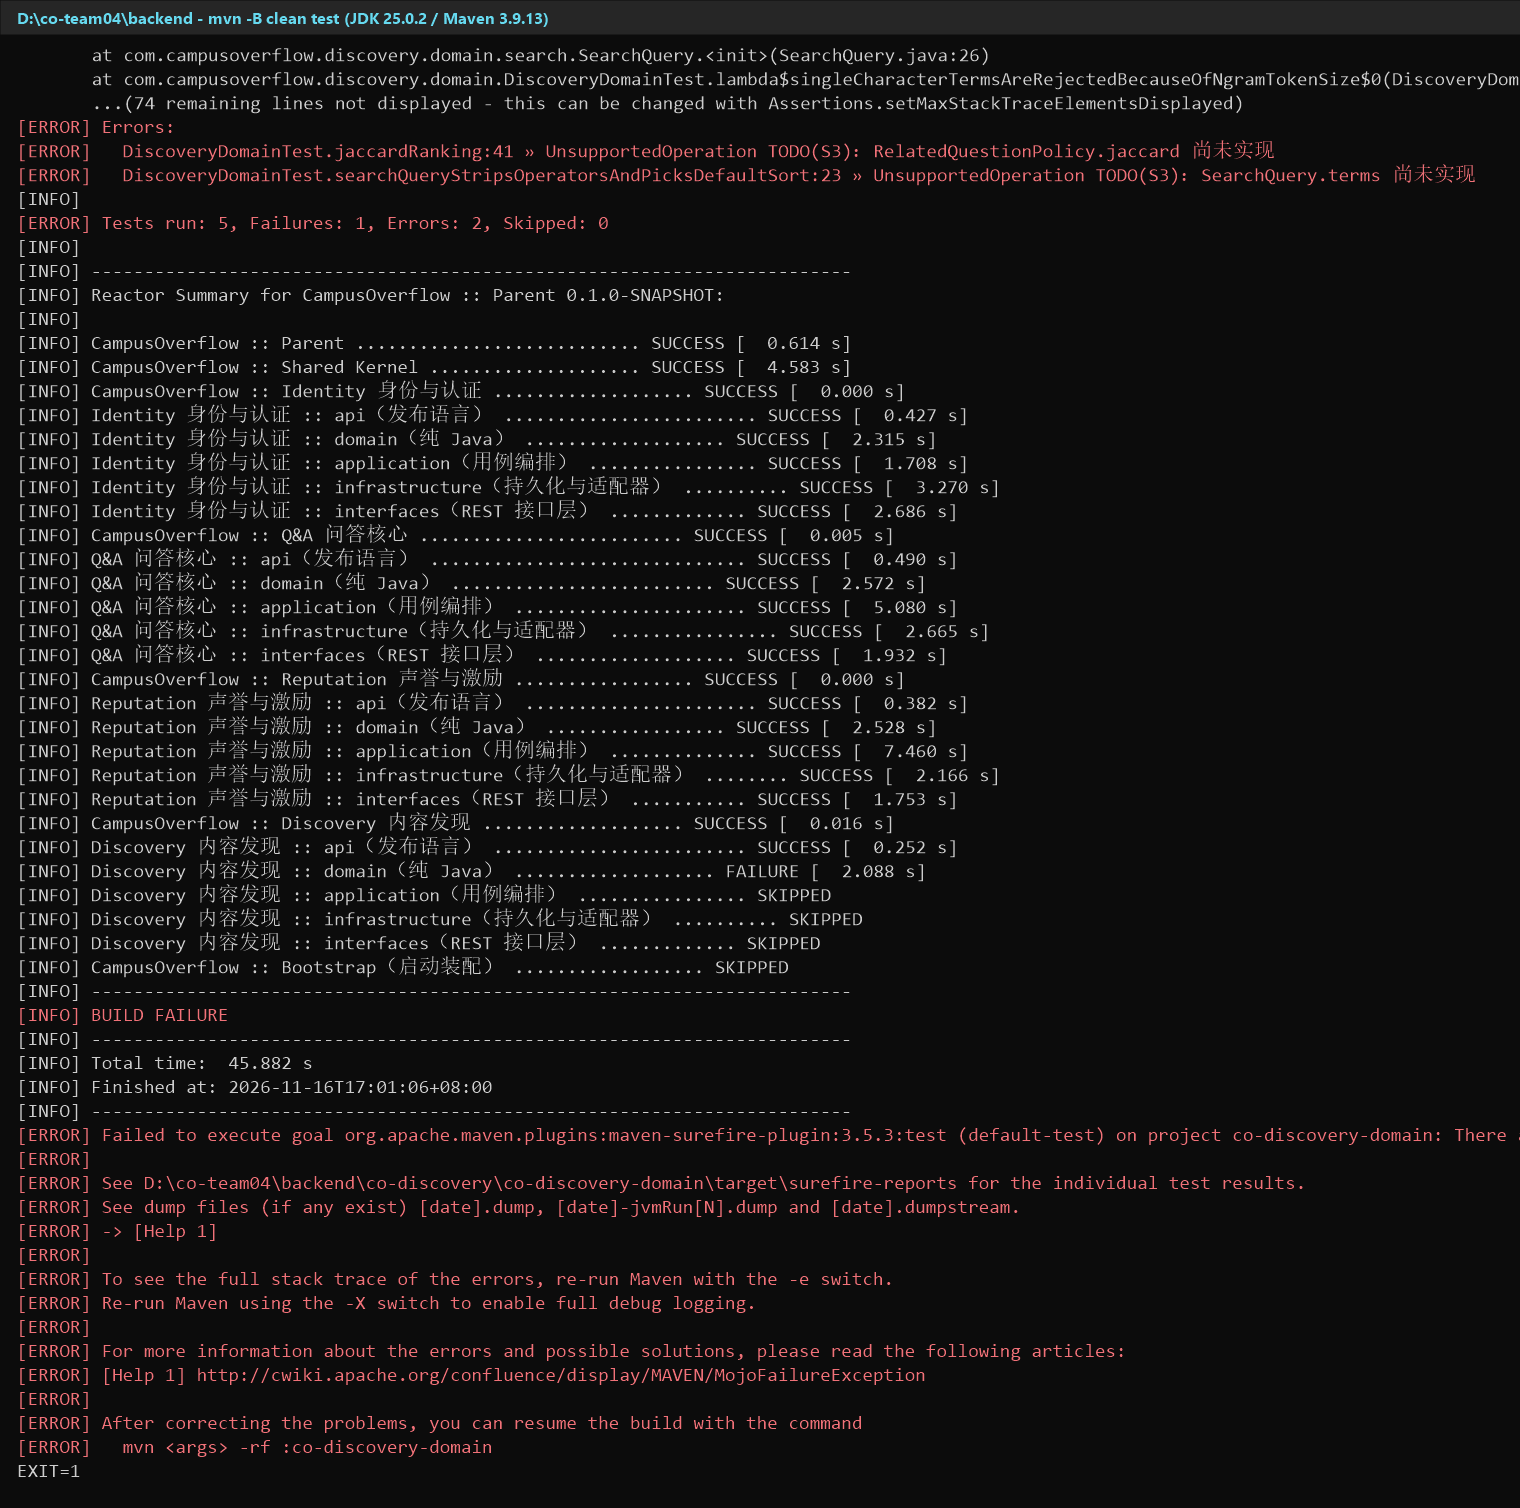 D:\co-team04\backend - mvn -B clean test (JDK 25.0.2 / Maven 3.9.13)
at com.campusoverflow.discovery.domain.search.SearchQuery.<init>(SearchQuery.java:26)
at com.campusoverflow.discovery.domain.DiscoveryDomainTest.lambda$singleCharacterTermsAreRejectedBecauseOfNgramTokenSize$0(DiscoveryDom
...(74 remaining lines not displayed - this can be changed with Assertions.setMaxStackTraceElementsDisplayed)
[ERROR] Errors:
[ERROR]   DiscoveryDomainTest.jaccardRanking:41 » UnsupportedOperation TODO(S3): RelatedQuestionPolicy.jaccard 尚未实现
[ERROR]   DiscoveryDomainTest.searchQueryStripsOperatorsAndPicksDefaultSort:23 » UnsupportedOperation TODO(S3): SearchQuery.terms 尚未实现
[INFO]
[ERROR] Tests run: 5, Failures: 1, Errors: 2, Skipped: 0
[INFO]
[INFO] ------------------------------------------------------------------------
[INFO] Reactor Summary for CampusOverflow :: Parent 0.1.0-SNAPSHOT:
[INFO]
[INFO] CampusOverflow :: Parent ........................... SUCCESS [  0.614 s]
[INFO] CampusOverflow :: Shared Kernel .................... SUCCESS [  4.583 s]
[INFO] CampusOverflow :: Identity 身份与认证 ................... SUCCESS [  0.000 s]
[INFO] Identity 身份与认证 :: api（发布语言） ........................ SUCCESS [  0.427 s]
[INFO] Identity 身份与认证 :: domain（纯 Java） ................... SUCCESS [  2.315 s]
[INFO] Identity 身份与认证 :: application（用例编排） ................ SUCCESS [  1.708 s]
[INFO] Identity 身份与认证 :: infrastructure（持久化与适配器） .......... SUCCESS [  3.270 s]
[INFO] Identity 身份与认证 :: interfaces（REST 接口层） ............. SUCCESS [  2.686 s]
[INFO] CampusOverflow :: Q&A 问答核心 ......................... SUCCESS [  0.005 s]
[INFO] Q&A 问答核心 :: api（发布语言） .............................. SUCCESS [  0.490 s]
[INFO] Q&A 问答核心 :: domain（纯 Java） ......................... SUCCESS [  2.572 s]
[INFO] Q&A 问答核心 :: application（用例编排） ...................... SUCCESS [  5.080 s]
[INFO] Q&A 问答核心 :: infrastructure（持久化与适配器） ................ SUCCESS [  2.665 s]
[INFO] Q&A 问答核心 :: interfaces（REST 接口层） ................... SUCCESS [  1.932 s]
[INFO] CampusOverflow :: Reputation 声誉与激励 ................. SUCCESS [  0.000 s]
[INFO] Reputation 声誉与激励 :: api（发布语言） ...................... SUCCESS [  0.382 s]
[INFO] Reputation 声誉与激励 :: domain（纯 Java） ................. SUCCESS [  2.528 s]
[INFO] Reputation 声誉与激励 :: application（用例编排） .............. SUCCESS [  7.460 s]
[INFO] Reputation 声誉与激励 :: infrastructure（持久化与适配器） ........ SUCCESS [  2.166 s]
[INFO] Reputation 声誉与激励 :: interfaces（REST 接口层） ........... SUCCESS [  1.753 s]
[INFO] CampusOverflow :: Discovery 内容发现 ................... SUCCESS [  0.016 s]
[INFO] Discovery 内容发现 :: api（发布语言） ........................ SUCCESS [  0.252 s]
[INFO] Discovery 内容发现 :: domain（纯 Java） ................... FAILURE [  2.088 s]
[INFO] Discovery 内容发现 :: application（用例编排） ................ SKIPPED
[INFO] Discovery 内容发现 :: infrastructure（持久化与适配器） .......... SKIPPED
[INFO] Discovery 内容发现 :: interfaces（REST 接口层） ............. SKIPPED
[INFO] CampusOverflow :: Bootstrap（启动装配） .................. SKIPPED
[INFO] ------------------------------------------------------------------------
[INFO] BUILD FAILURE
[INFO] ------------------------------------------------------------------------
[INFO] Total time:  45.882 s
[INFO] Finished at: 2026-11-16T17:01:06+08:00
[INFO] ------------------------------------------------------------------------
[ERROR] Failed to execute goal org.apache.maven.plugins:maven-surefire-plugin:3.5.3:test (default-test) on project co-discovery-domain: There
[ERROR]
[ERROR] See D:\co-team04\backend\co-discovery\co-discovery-domain\target\surefire-reports for the individual test results.
[ERROR] See dump files (if any exist) [date].dump, [date]-jvmRun[N].dump and [date].dumpstream.
[ERROR] -> [Help 1]
[ERROR]
[ERROR] To see the full stack trace of the errors, re-run Maven with the -e switch.
[ERROR] Re-run Maven using the -X switch to enable full debug logging.
[ERROR]
[ERROR] For more information about the errors and possible solutions, please read the following articles:
[ERROR] [Help 1] http://cwiki.apache.org/confluence/display/MAVEN/MojoFailureException
[ERROR]
[ERROR] After correcting the problems, you can resume the build with the command
[ERROR]   mvn <args> -rf :co-discovery-domain
EXIT=1